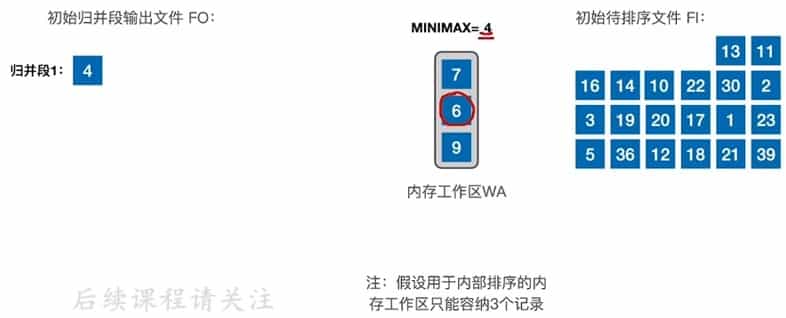 初始归并段输出文件 FO：
MINIMAX= 4
初始待排序文件 FI：
归并段1： 4
7
6
9
13 11
16 14 10 22 30 2
3 19 20 17 1 23
5 36 12 18 21 39
内存工作区WA
注：假设用于内部排序的内
存工作区只能容纳3个记录
后续课程请关注